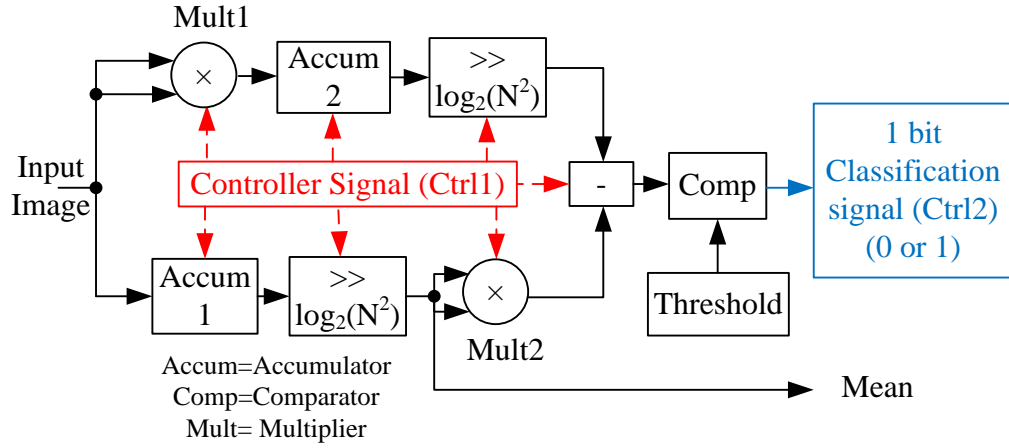 Mult1
×
Accum
2
>>
log₂(N²)
Input
Image
Controller Signal (Ctrl1)
-
Comp
1 bit
Classification
signal (Ctrl2)
(0 or 1)
Accum
1
>>
log₂(N²)
×
Mult2
Threshold
Mean
Accum=Accumulator
Comp=Comparator
Mult= Multiplier